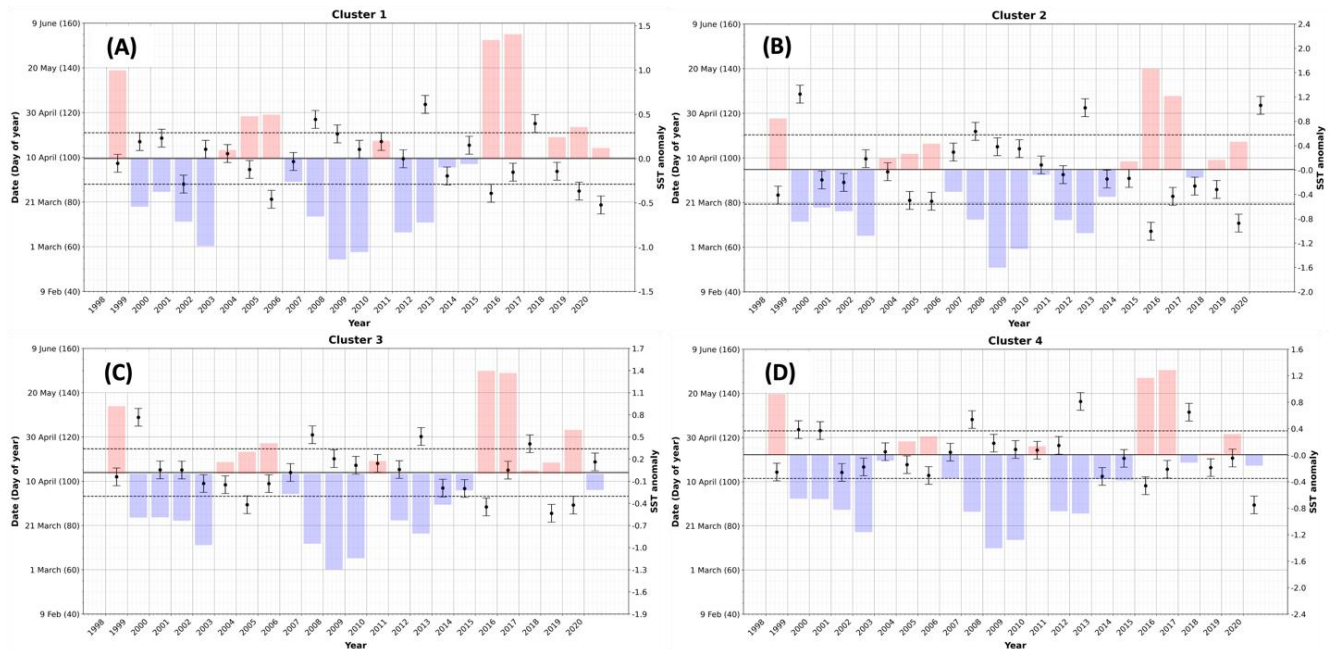 Cluster 1
(A)
9 June (160)
20 May (140)
30 April (120)
10 April (100)
21 March (80)
1 March (60)
9 Feb (40)
Date (Day of year)
1.5
1.0
0.5
0.0
-0.5
-1.0
-1.5
SST anomaly
1998 1999 2000 2001 2002 2003 2004 2005 2006 2007 2008 2009 2010 2011 2012 2013 2014 2015 2016 2017 2018 2019 2020
Year
Cluster 2
(B)
9 June (160)
20 May (140)
30 April (120)
10 April (100)
21 March (80)
1 March (60)
9 Feb (40)
Date (Day of year)
2.4
2.0
1.6
1.2
0.8
0.4
-0.0
-0.4
-0.8
-1.2
-1.6
-2.0
SST anomaly
1998 1999 2000 2001 2002 2003 2004 2005 2006 2007 2008 2009 2010 2011 2012 2013 2014 2015 2016 2017 2018 2019 2020
Year
Cluster 3
(C)
9 June (160)
20 May (140)
30 April (120)
10 April (100)
21 March (80)
1 March (60)
9 Feb (40)
Date (Day of year)
1.7
1.4
1.1
0.8
0.5
0.2
-0.1
-0.4
-0.7
-1.0
-1.3
-1.6
-1.9
SST anomaly
1998 1999 2000 2001 2002 2003 2004 2005 2006 2007 2008 2009 2010 2011 2012 2013 2014 2015 2016 2017 2018 2019 2020
Year
Cluster 4
(D)
9 June (160)
20 May (140)
30 April (120)
10 April (100)
21 March (80)
1 March (60)
9 Feb (40)
Date (Day of year)
1.6
1.2
0.8
0.4
-0.0
-0.4
-0.8
-1.2
-1.6
-2.0
-2.4
SST anomaly
1998 1999 2000 2001 2002 2003 2004 2005 2006 2007 2008 2009 2010 2011 2012 2013 2014 2015 2016 2017 2018 2019 2020
Year